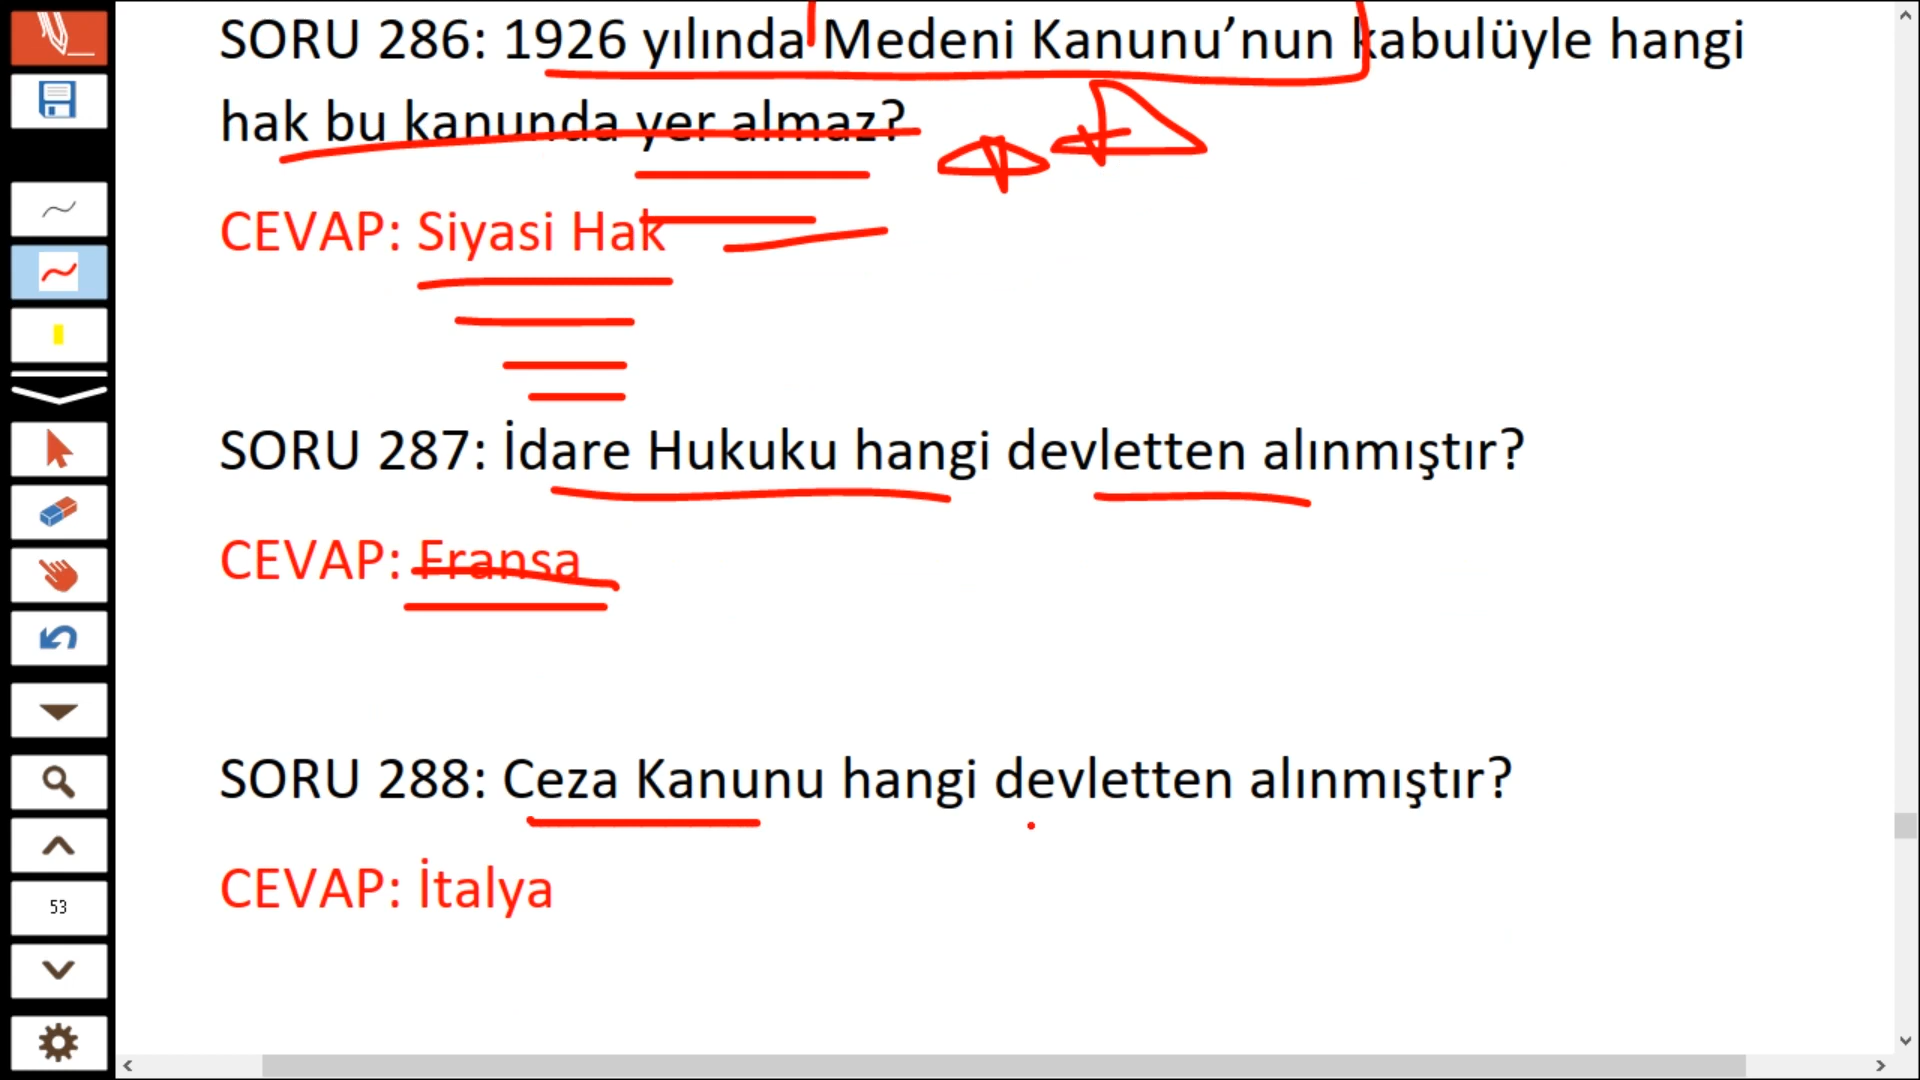 SORU 286: 1926 yılında Medeni Kanunu’nun kabulüyle hangi
hak bu kanunda yer almaz?
CEVAP: Siyasi Hak
SORU 287: İdare Hukuku hangi devletten alınmıştır?
CEVAP: Fransa
SORU 288: Ceza Kanunu hangi devletten alınmıştır?
CEVAP: İtalya
53